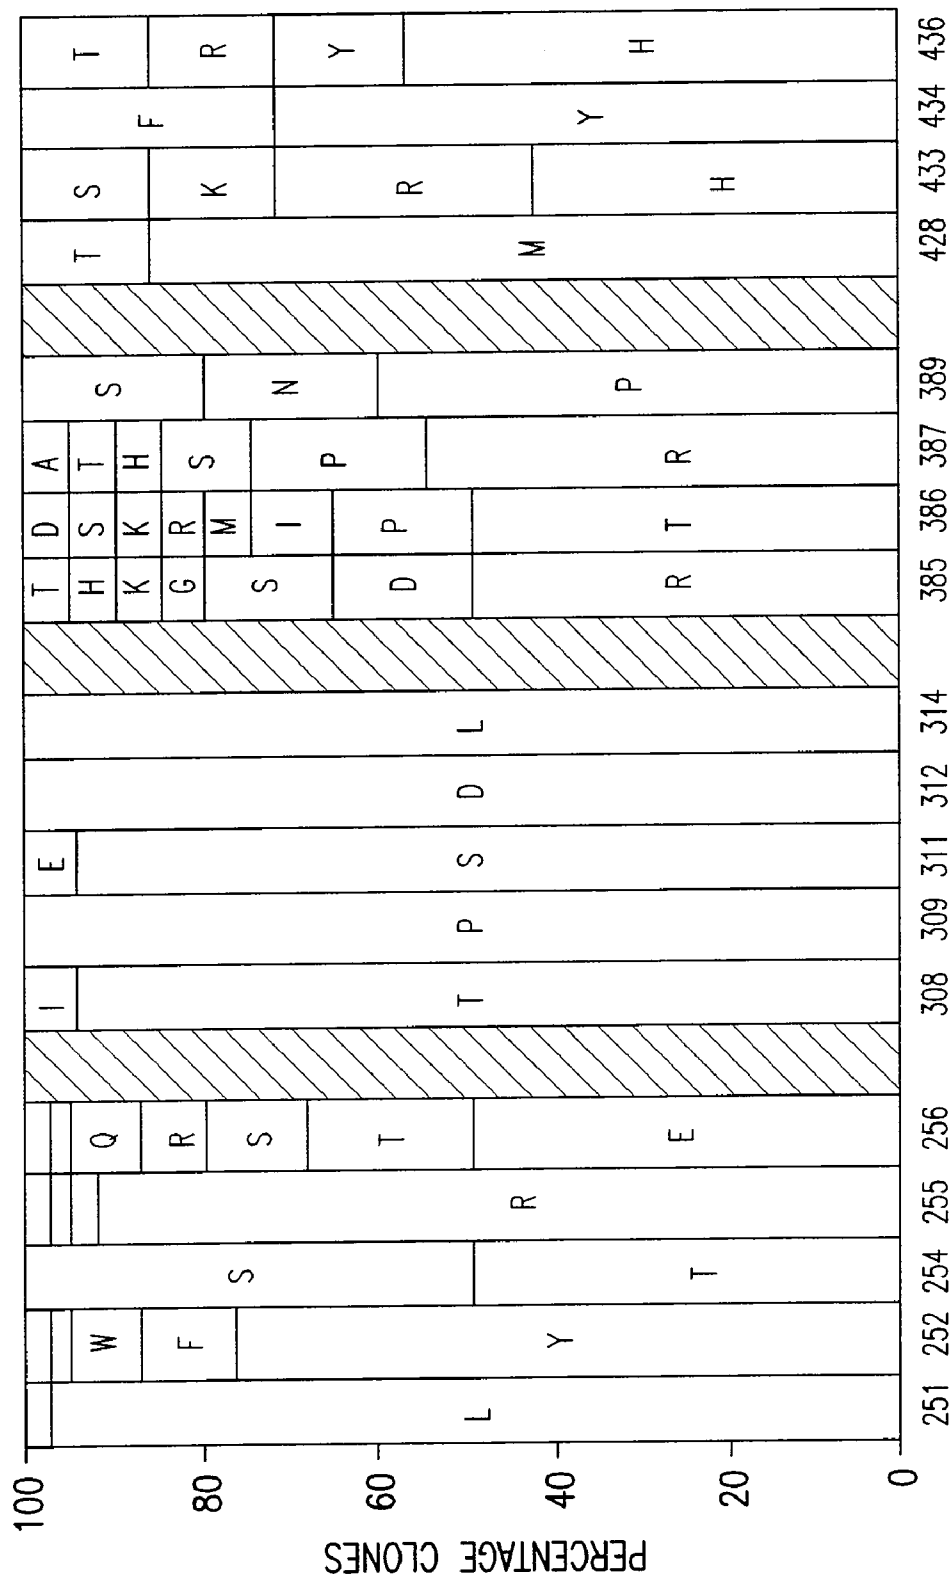 PERCENTAGE CLONES
100
80
60
40
20
0
L
W
F
Y
S
T
R
Q
R
S
T
E
I
T
P
E
S
D
L
T
H
K
G
S
D
R
D
S
K
R
M
I
P
T
A
T
H
S
P
R
S
N
P
T
M
S
K
R
H
F
Y
T
R
Y
H
251 252 254 255 256 308 309 311 312 314 385 386 387 389 428 433 434 436